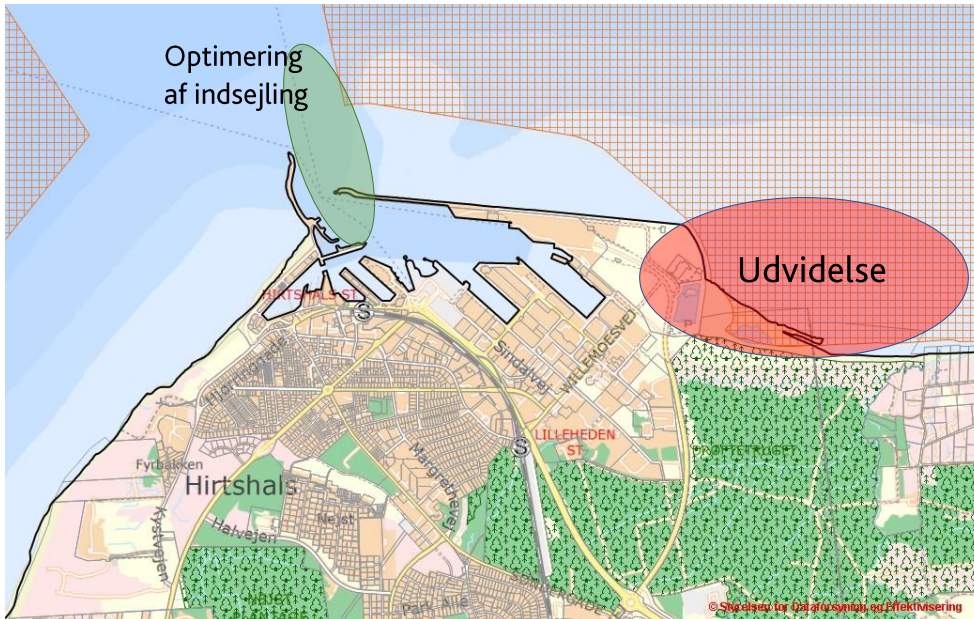 Optimering
af indsejling
Udvidelse
HIRTSHALS ST
S
Hjørringgade
Sindalvej
WILLEMOESVEJ
LILLEHEDEN
ST
S
Margrethevej
Fyrbakken
Hirtshals
Nejst
Kystvejen
Halvejen
Park Allé
© Styrelsen for Dataforsyning og Effektivisering